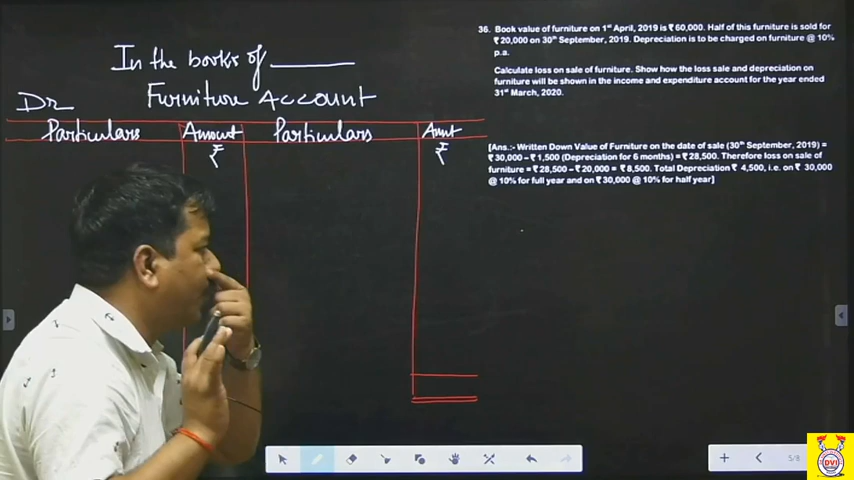 In the books of
Dr Furniture Account
Particulars Amount Particulars Amt
₹ ₹
36. Book value of furniture on 1st April, 2019 is ₹ 60,000. Half of this furniture is sold for
₹ 20,000 on 30th September, 2019. Depreciation is to be charged on furniture @ 10%
p.a.
Calculate loss on sale of furniture. Show how the loss sale and depreciation on
furniture will be shown in the income and expenditure account for the year ended
31st March, 2020.
[Ans.:- Written Down Value of Furniture on the date of sale (30th September, 2019) =
₹ 30,000 – ₹ 1,500 (Depreciation for 6 months) = ₹ 28,500. Therefore loss on sale of
furniture = ₹ 28,500 – ₹ 20,000 = ₹ 8,500. Total Depreciation ₹ 4,500, i.e. on ₹ 30,000
@ 10% for full year and on ₹ 30,000 @ 10% for half year]
5/8
DVI